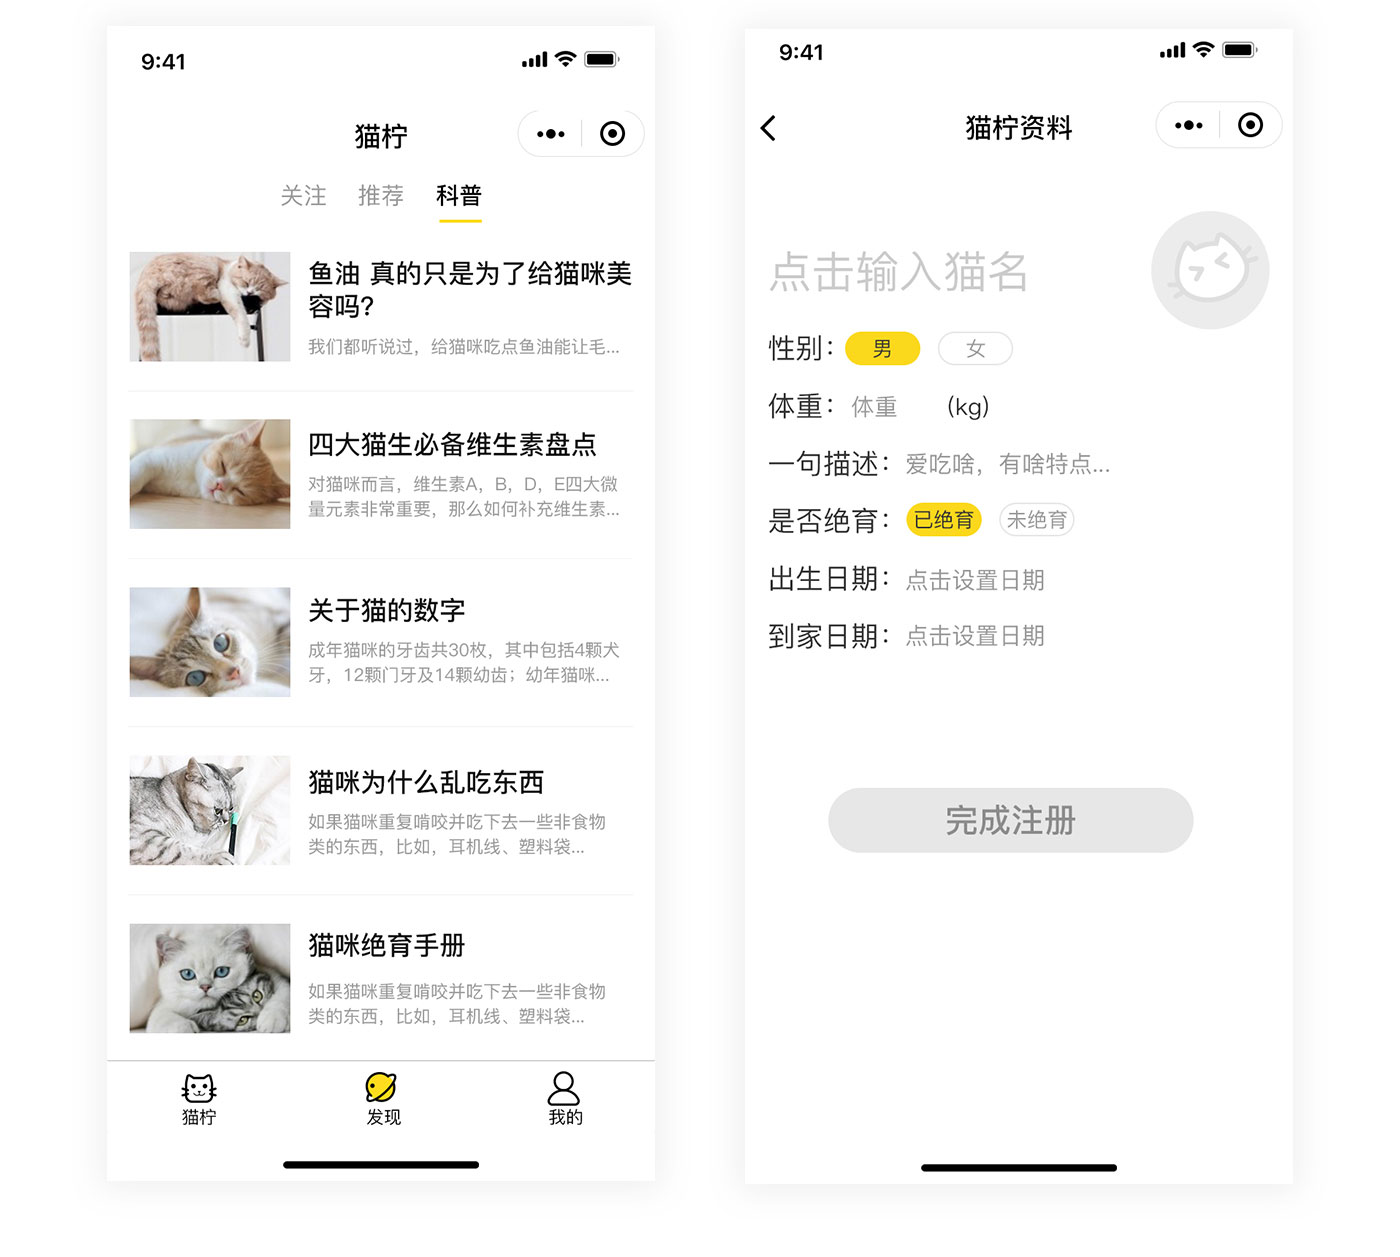 9:41
猫柠
关注 推荐 科普
鱼油 真的只是为了给猫咪美
容吗?
我们都听说过，给猫咪吃点鱼油能让毛...
四大猫生必备维生素盘点
对猫咪而言，维生素A，B，D，E四大微
量元素非常重要，那么如何补充维生素...
关于猫的数字
成年猫咪的牙齿共30枚，其中包括4颗犬
牙，12颗门牙及14颗幼齿；幼年猫咪...
猫咪为什么乱吃东西
如果猫咪重复啃咬并吃下去一些非食物
类的东西，比如，耳机线、塑料袋...
猫咪绝育手册
如果猫咪重复啃咬并吃下去一些非食物
类的东西，比如，耳机线、塑料袋...
猫柠 发现 我的
9:41
猫柠资料
点击输入猫名
性别： 男 女
体重： 体重 (kg)
一句描述： 爱吃啥，有啥特点...
是否绝育： 已绝育 未绝育
出生日期： 点击设置日期
到家日期： 点击设置日期
完成注册